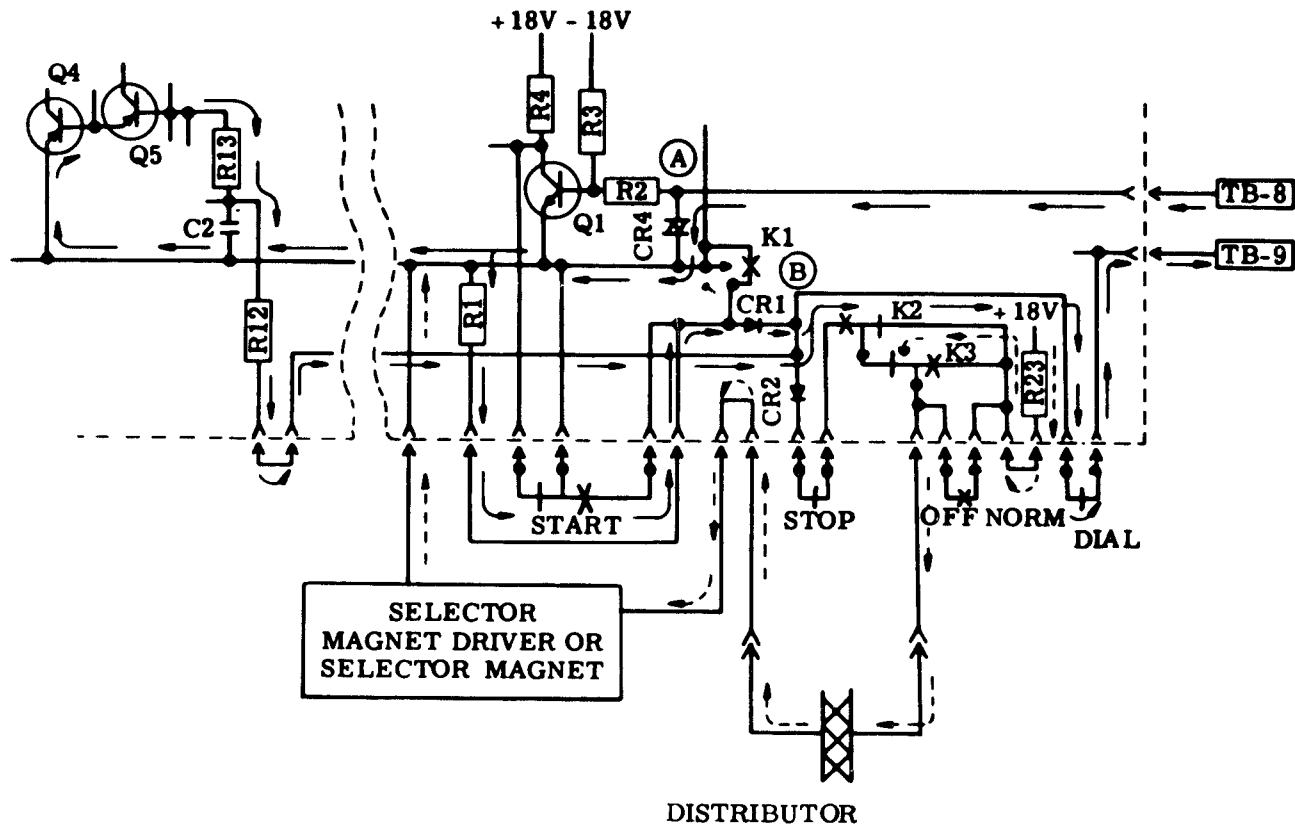 +18V -18V
Q4
Q5
R13
C2
R12
R4
R3
R2
A
Q1
CR4
K1
TB-8
TB-9
B
R1
CR1
K2
+18V
K3
R23
CR2
START
STOP
OFF NORM
DIAL
SELECTOR
MAGNET DRIVER OR
SELECTOR MAGNET
DISTRIBUTOR